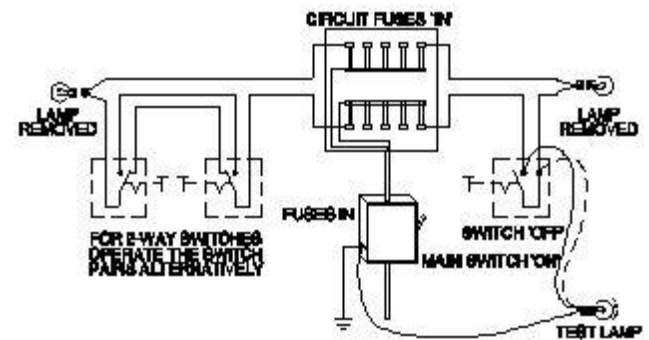 CIRCUIT FUSES 'IN'
LAMP
REMOVED
LAMP
REMOVED
FUSES IN
SWITCH 'OFF'
FOR 2-WAY SWITCHES
OPERATE THE SWITCH
PAIRS ALTERNATIVELY
MAIN SWITCH 'ON'
TEST LAMP